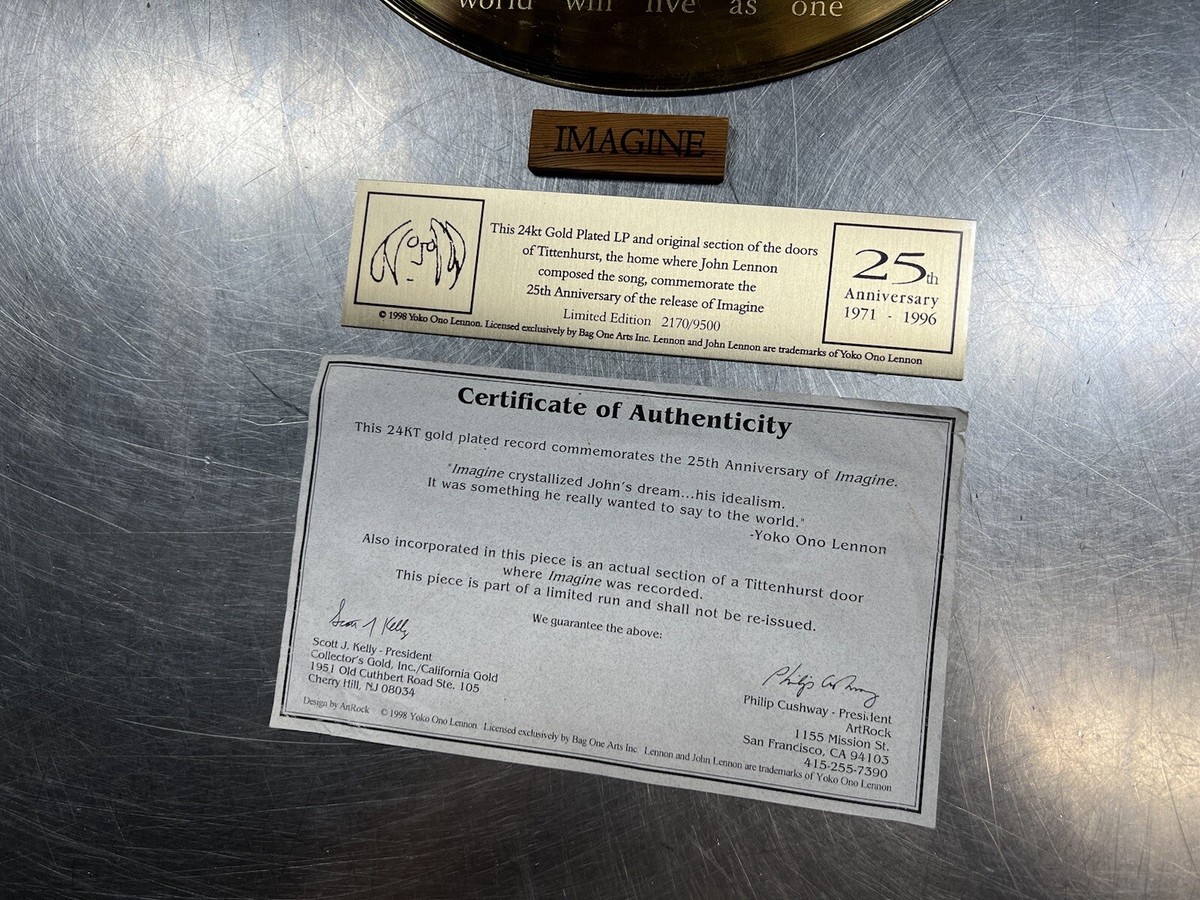 world will live as one
IMAGINE
This 24kt Gold Plated LP and original section of the doors
of Tittenhurst, the home where John Lennon
composed the song, commemorate the
25th Anniversary of the release of Imagine
Limited Edition 2170/9500
© 1998 Yoko Ono Lennon. Licensed exclusively by Bag One Arts Inc. Lennon and John Lennon are trademarks of Yoko Ono Lennon
25th
Anniversary
1971 - 1996
Certificate of Authenticity
This 24KT gold plated record commemorates the 25th Anniversary of Imagine.
"Imagine crystallized John's dream...his idealism.
It was something he really wanted to say to the world."
-Yoko Ono Lennon
Also incorporated in this piece is an actual section of a Tittenhurst door
where Imagine was recorded.
This piece is part of a limited run and shall not be re-issued.
We guarantee the above:
Scott J Kelly
Scott J. Kelly - President
Collector's Gold, Inc./California Gold
1951 Old Cuthbert Road Ste. 105
Cherry Hill, NJ 08034
Philip Cushway
Philip Cushway - President
ArtRock
1155 Mission St.
San Francisco, CA 94103
415-255-7390
Design by ArtRock © 1998 Yoko Ono Lennon Licensed exclusively by Bag One Arts Inc Lennon and John Lennon are trademarks of Yoko Ono Lennon